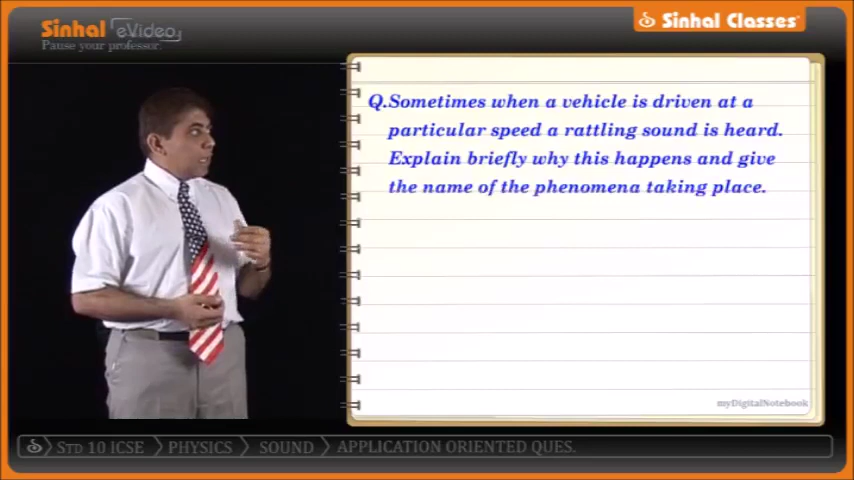 Sinhal eVideo
Pause your professor.
Sinhal Classes
Q.Sometimes when a vehicle is driven at a
particular speed a rattling sound is heard.
Explain briefly why this happens and give
the name of the phenomena taking place.
myDigitalNotebook
STD 10 ICSE PHYSICS SOUND APPLICATION ORIENTED QUES.